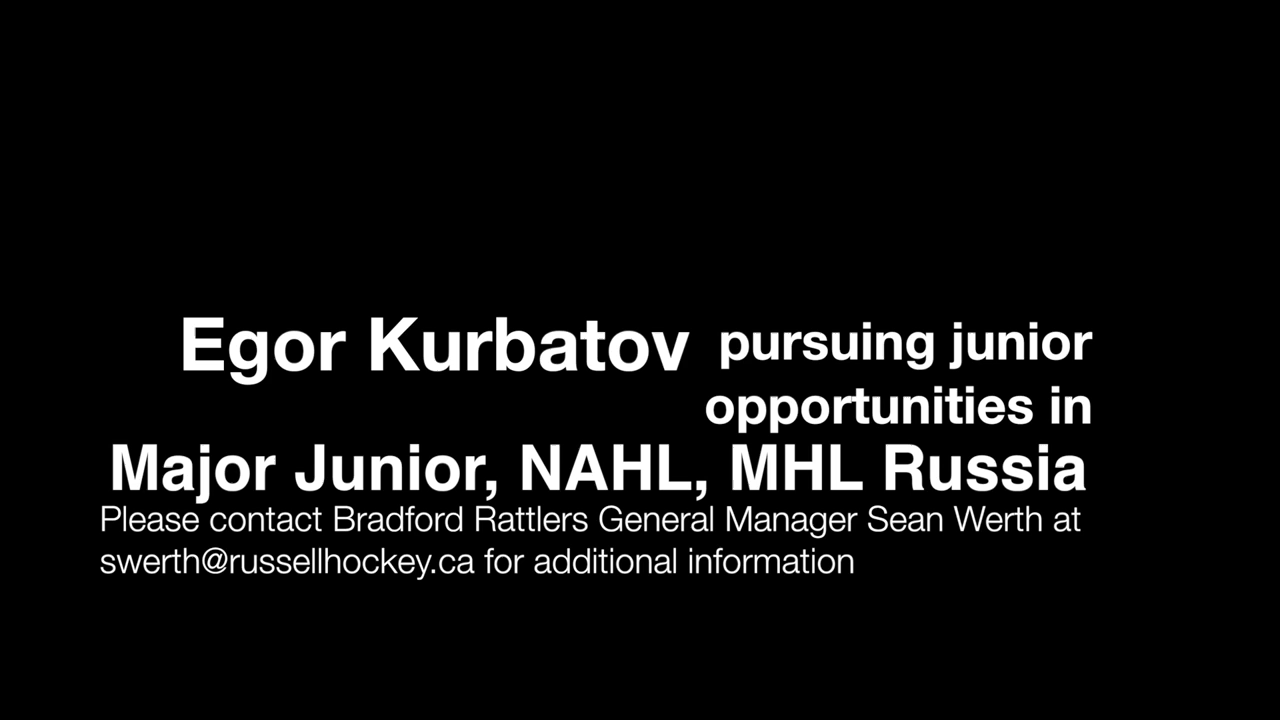 Egor Kurbatov pursuing junior
opportunities in
Major Junior, NAHL, MHL Russia
Please contact Bradford Rattlers General Manager Sean Werth at
swerth@russellhockey.ca for additional information